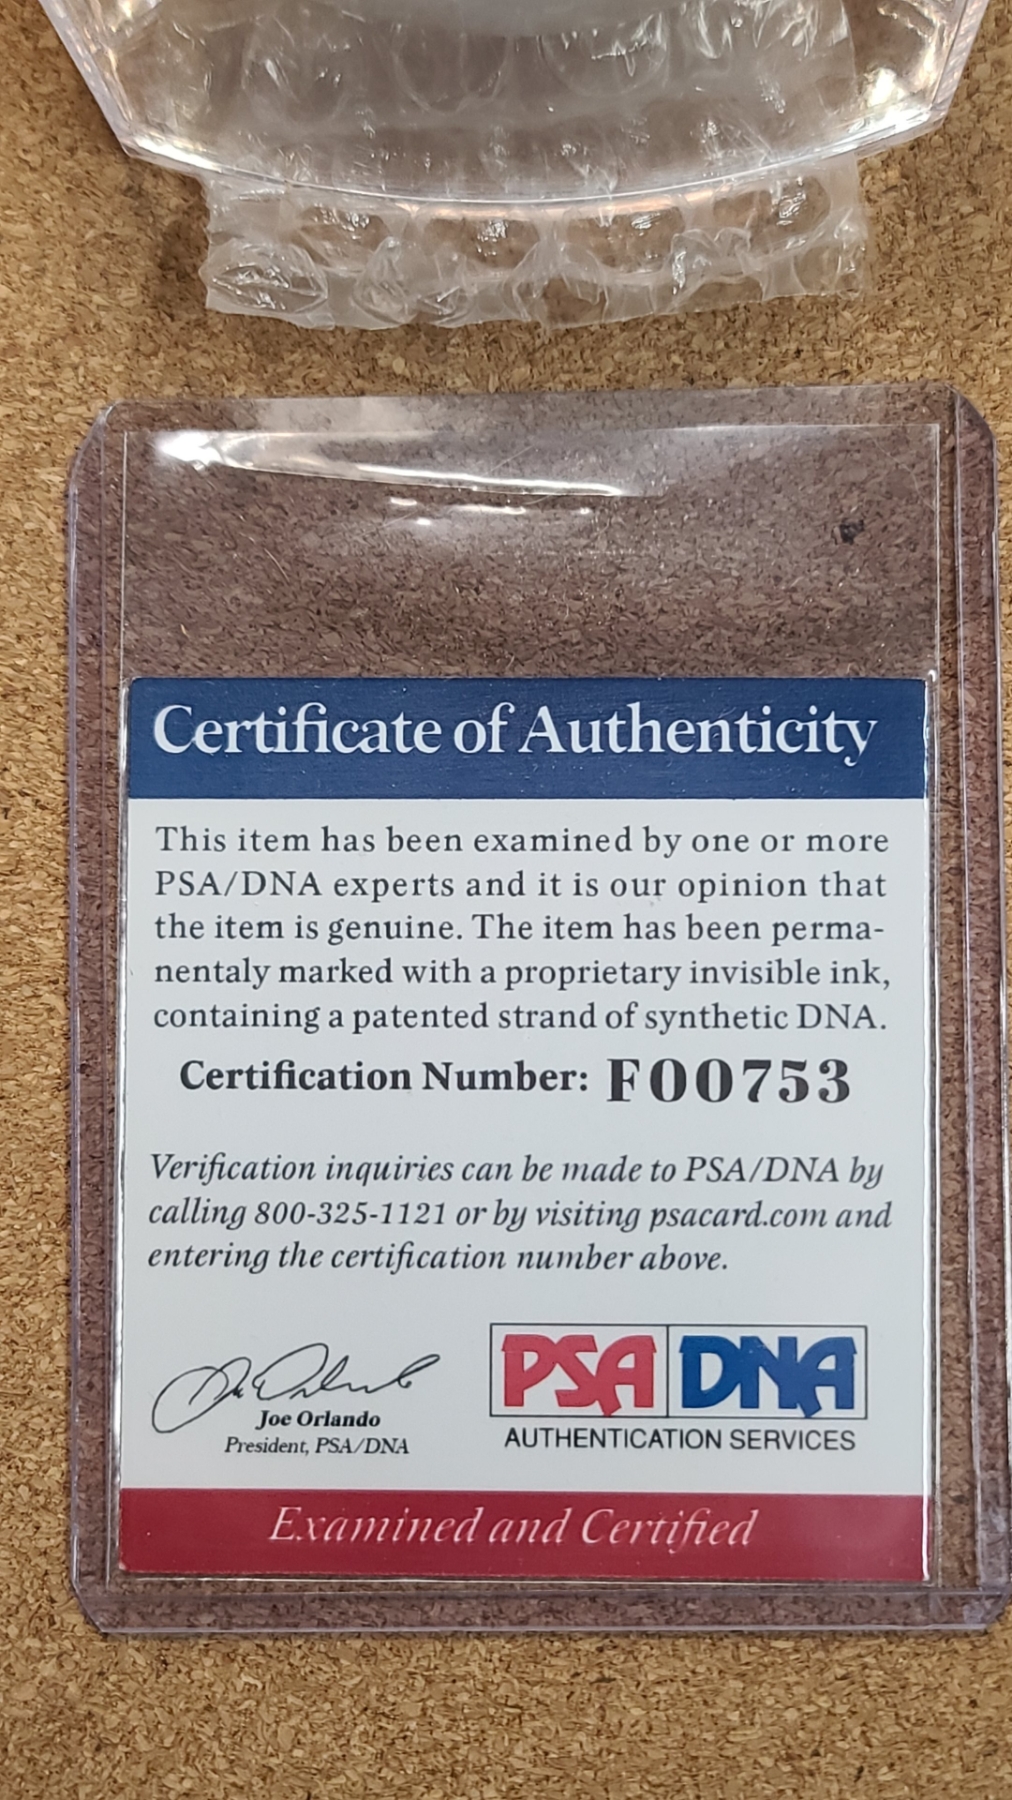 Certificate of Authenticity
This item has been examined by one or more
PSA/DNA experts and it is our opinion that
the item is genuine. The item has been perma-
nentaly marked with a proprietary invisible ink,
containing a patented strand of synthetic DNA.
Certification Number: F00753
Verification inquiries can be made to PSA/DNA by
calling 800-325-1121 or by visiting psacard.com and
entering the certification number above.
Joe Orlando
President, PSA/DNA
PSA DNA
AUTHENTICATION SERVICES
Examined and Certified